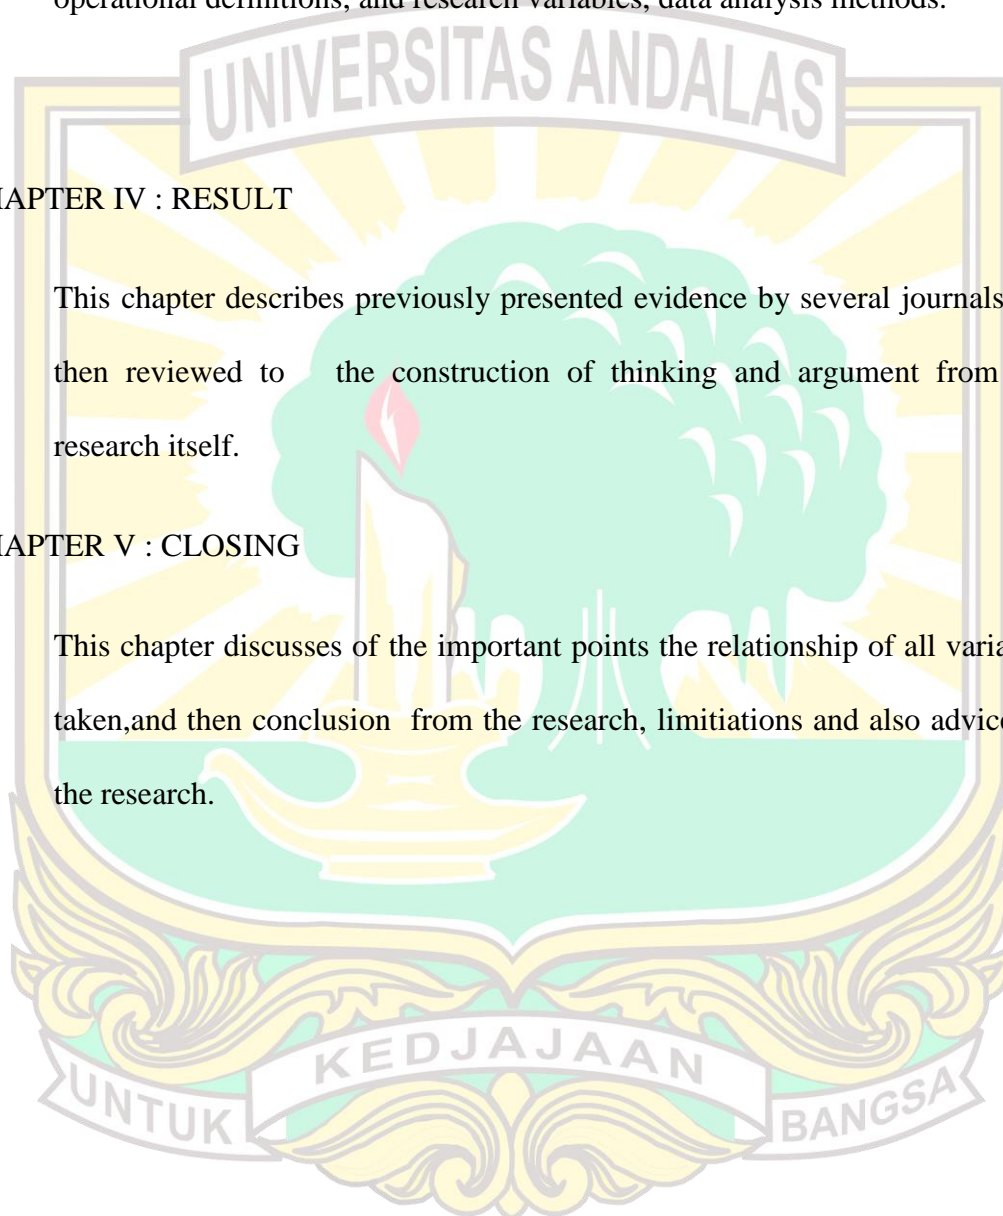 operational definitions, and research variables, data analysis methods.
UNIVERSITAS ANDALAS
HAPTER IV : RESULT
This chapter describes previously presented evidence by several journals
then reviewed to the construction of thinking and argument from
research itself.
HAPTER V : CLOSING
This chapter discusses of the important points the relationship of all varia
taken,and then conclusion from the research, limitiations and also advice
the research.
UNTUK KEDJAJAAN BANGSA